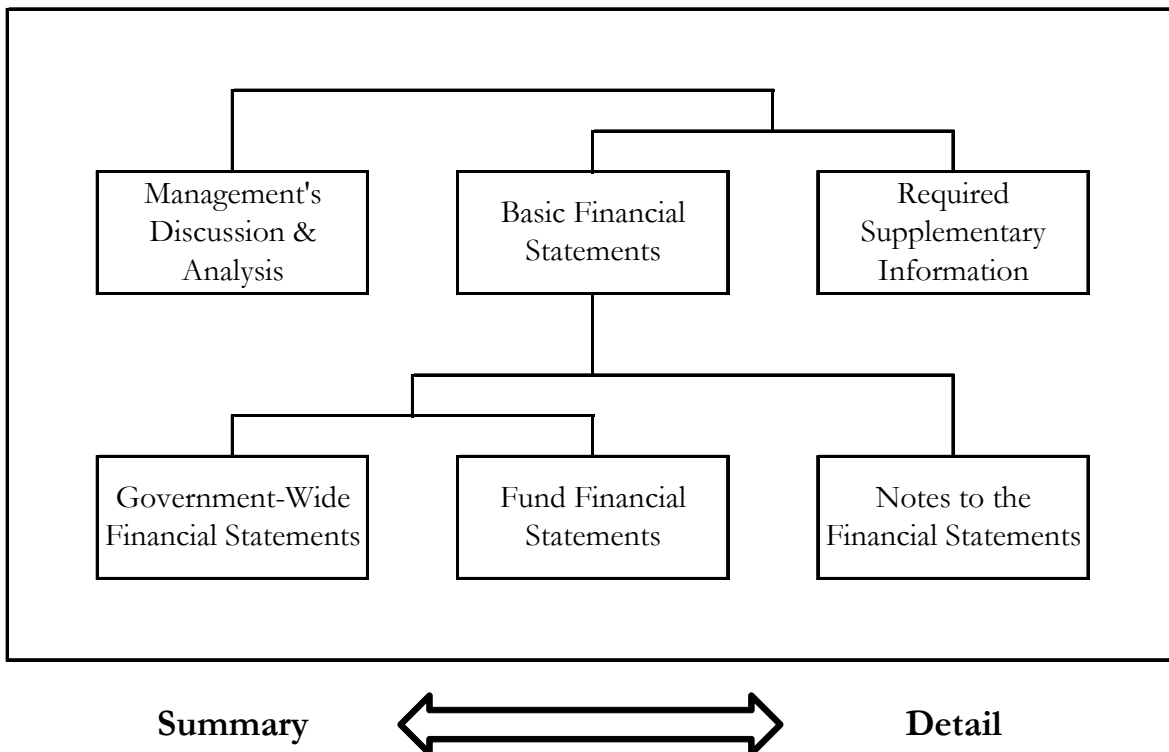 Management's
Discussion &
Analysis
Basic Financial
Statements
Required
Supplementary
Information
Government-Wide
Financial Statements
Fund Financial
Statements
Notes to the
Financial Statements
Summary
Detail